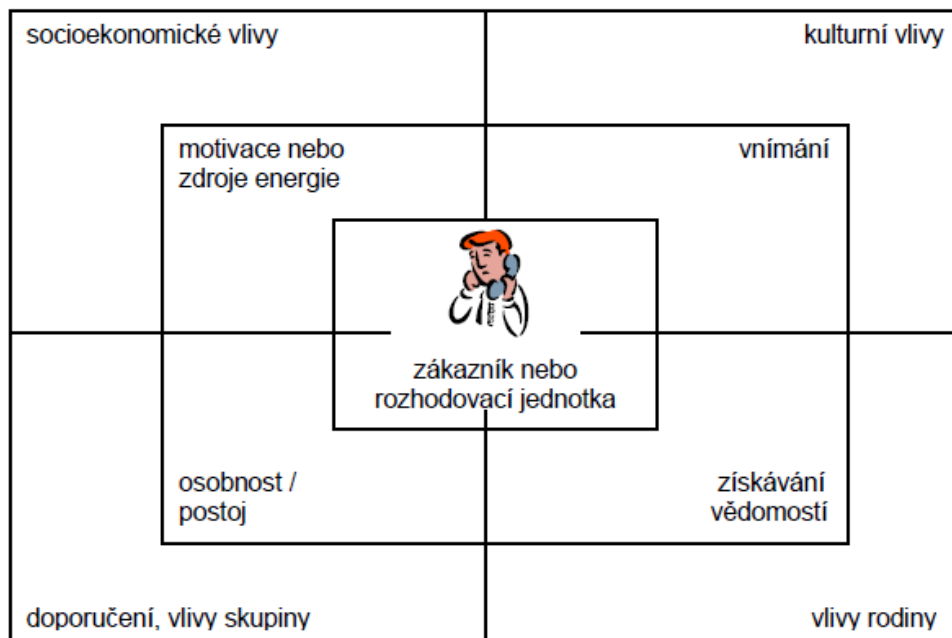 socioekonomické vlivy
kulturní vlivy
motivace nebo
zdroje energie
vnímání
zákazník nebo
rozhodovací jednotka
osobnost /
postoj
získávání
vědomostí
doporučení, vlivy skupiny
vlivy rodiny